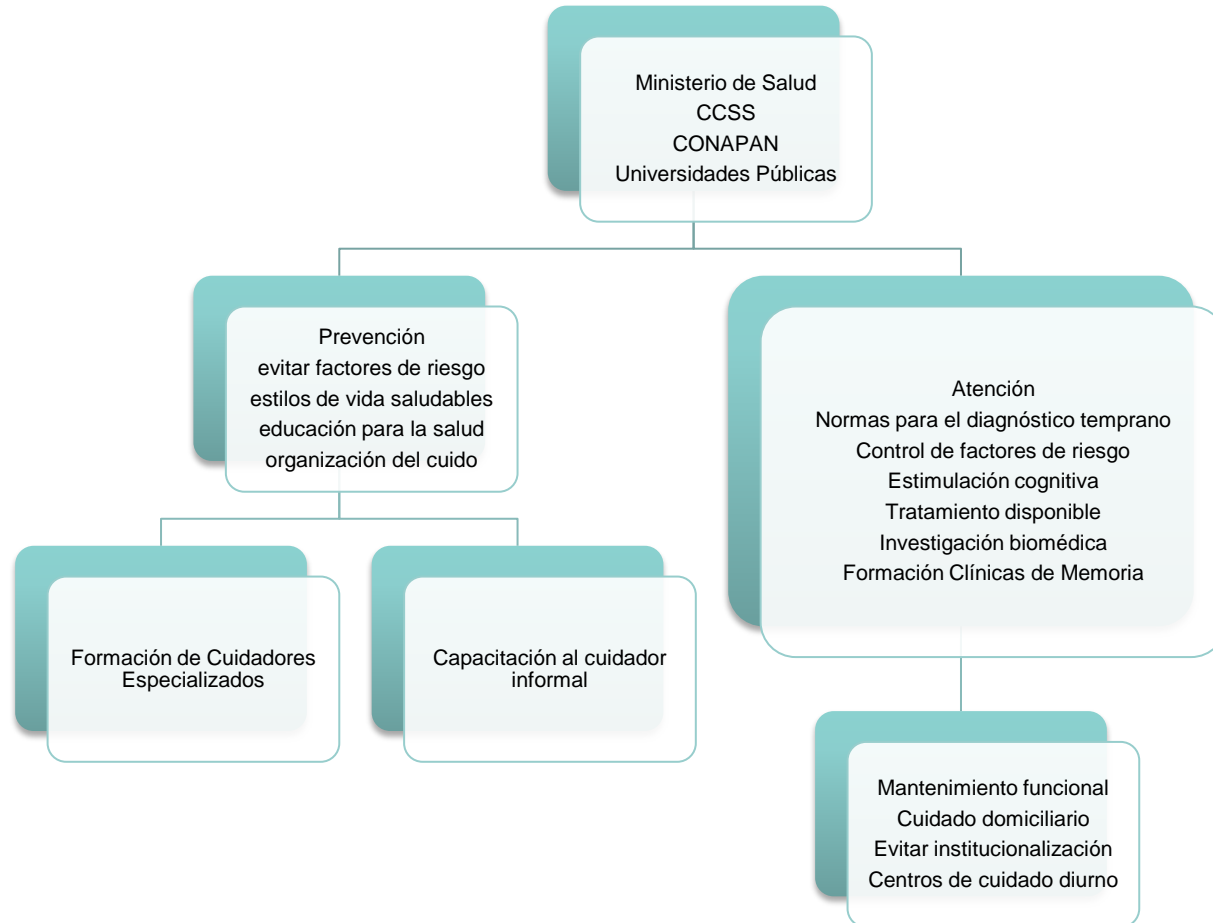 Ministerio de Salud
CCSS
CONAPAN
Universidades Públicas
Prevención
evitar factores de riesgo
estilos de vida saludables
educación para la salud
organización del cuido
Atención
Normas para el diagnóstico temprano
Control de factores de riesgo
Estimulación cognitiva
Tratamiento disponible
Investigación biomédica
Formación Clínicas de Memoria
Formación de Cuidadores
Especializados
Capacitación al cuidador
informal
Mantenimiento funcional
Cuidado domiciliario
Evitar institucionalización
Centros de cuidado diurno